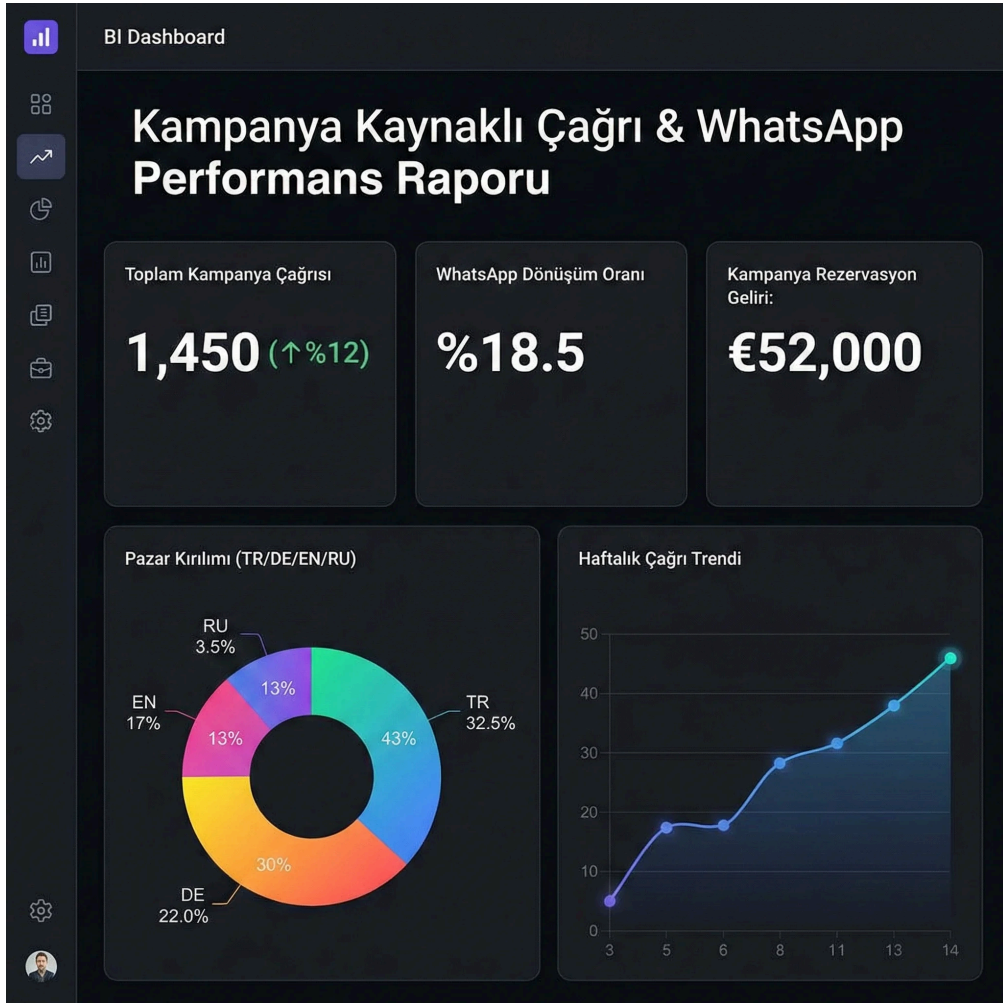 BI Dashboard
Kampanya Kaynaklı Çağrı & WhatsApp
Performans Raporu
Toplam Kampanya Çağrısı
1,450 (↑%12)
WhatsApp Dönüşüm Oranı
%18.5
Kampanya Rezervasyon
Geliri:
€52,000
Pazar Kırılımı (TR/DE/EN/RU)
RU
3.5%
13%
EN
17%
13%
TR
32.5%
43%
30%
DE
22.0%
Haftalık Çağrı Trendi
50
40
30
20
10
0
3 5 6 8 11 13 14